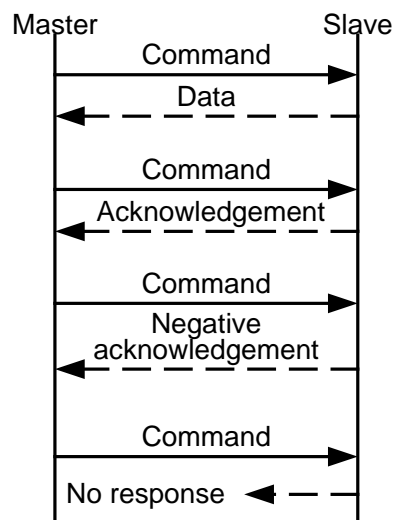 Master Slave
Command
Data
Command
Acknowledgement
Command
Negative
acknowledgement
Command
No response